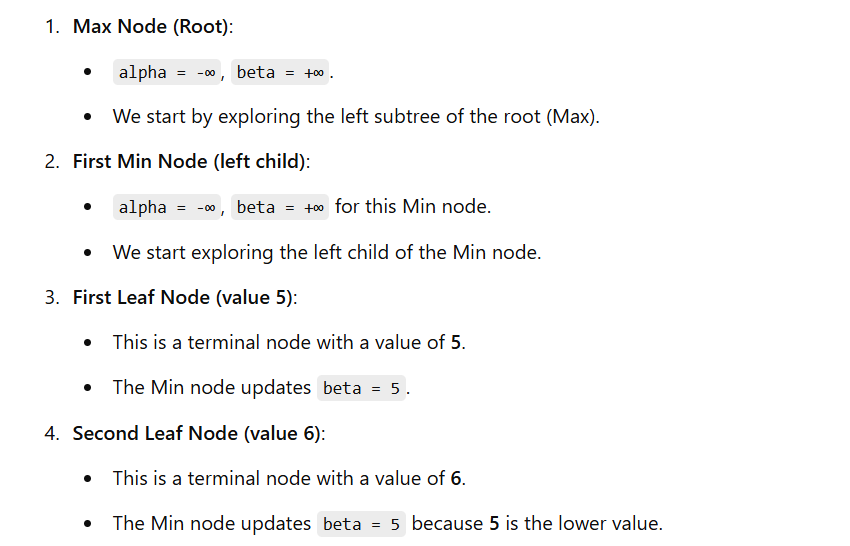 1. Max Node (Root):
• alpha = -∞, beta = +∞.
• We start by exploring the left subtree of the root (Max).
2. First Min Node (left child):
• alpha = -∞, beta = +∞ for this Min node.
• We start exploring the left child of the Min node.
3. First Leaf Node (value 5):
• This is a terminal node with a value of 5.
• The Min node updates beta = 5.
4. Second Leaf Node (value 6):
• This is a terminal node with a value of 6.
• The Min node updates beta = 5 because 5 is the lower value.